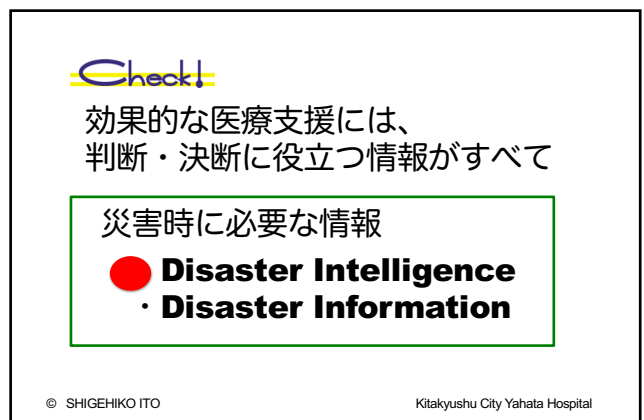 Check!
効果的な医療支援には、
判断・決断に役立つ情報がすべて
災害時に必要な情報
Disaster Intelligence
・Disaster Information
© SHIGEHIKO ITO
Kitakyushu City Yahata Hospital